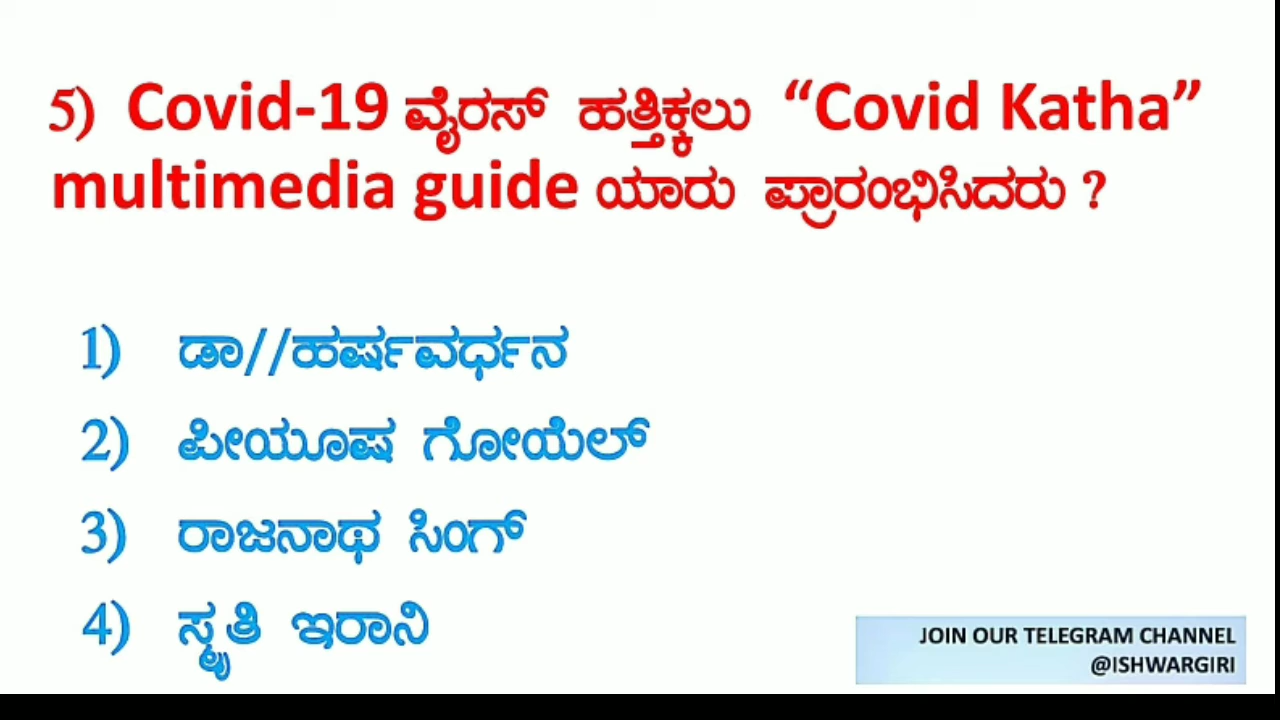 5) Covid-19 ವೈರಸ್ ಹತ್ತಿಕ್ಕಲು “Covid Katha”
multimedia guide ಯಾರು ಪ್ರಾರಂಭಿಸಿದರು ?
1) ಡಾ//ಹರ್ಷವರ್ಧನ
2) ಪೀಯೂಷ ಗೋಯೆಲ್
3) ರಾಜನಾಥ ಸಿಂಗ್
4) ಸ್ಮೃತಿ ಇರಾನಿ
JOIN OUR TELEGRAM CHANNEL
@ISHWARGIRI